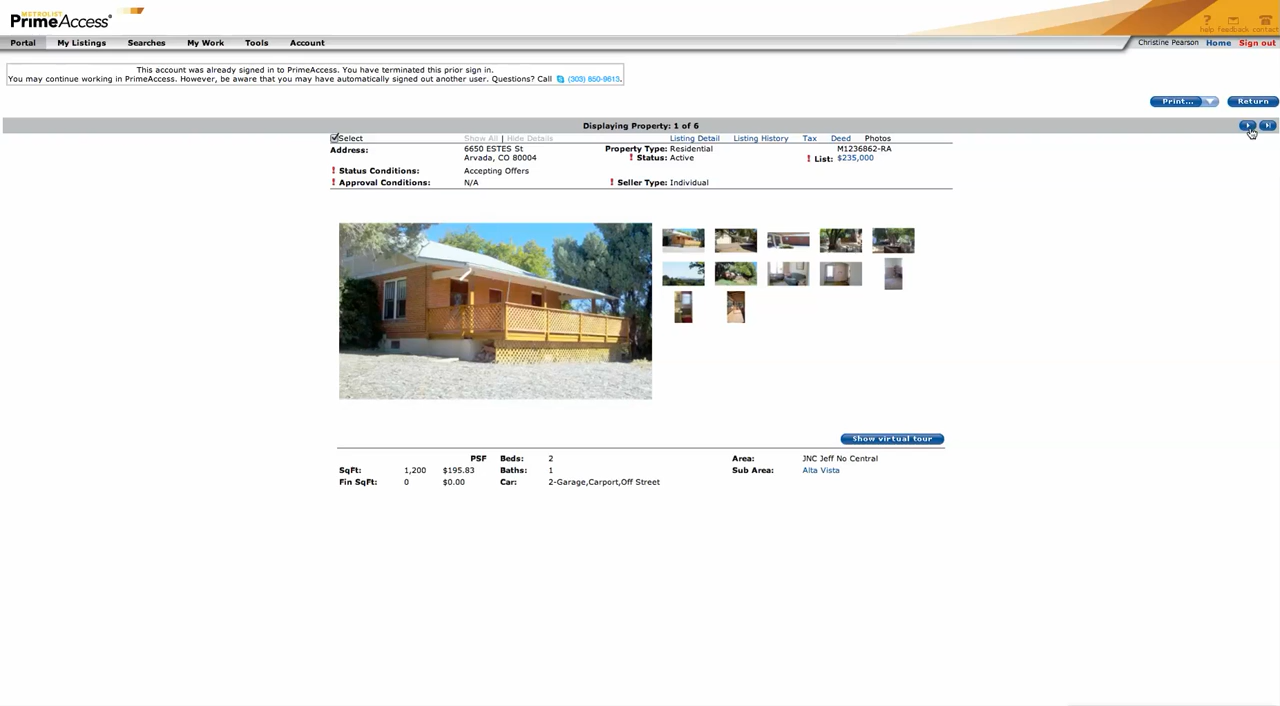 METROLIST
PrimeAccess
help feedback contact
Portal My Listings Searches My Work Tools Account
Christine Pearson Home Sign out
This account was already signed in to PrimeAccess. You have terminated this prior sign in.
You may continue working in PrimeAccess. However, be aware that you may have automatically signed out another user. Questions? Call (303) 850-9613.
Print... Return
Displaying Property: 1 of 6
Select Show All | Hide Details Listing Detail Listing History Tax Deed Photos
Address: 6650 ESTES St Property Type: Residential M1236862-RA
Arvada, CO 80004 ! Status: Active ! List: $235,000
! Status Conditions: Accepting Offers
! Approval Conditions: N/A ! Seller Type: Individual
Show virtual tour
PSF Beds: 2 Area: JNC Jeff No Central
SqFt: 1,200 $195.83 Baths: 1 Sub Area: Alta Vista
Fin SqFt: 0 $0.00 Car: 2-Garage,Carport,Off Street